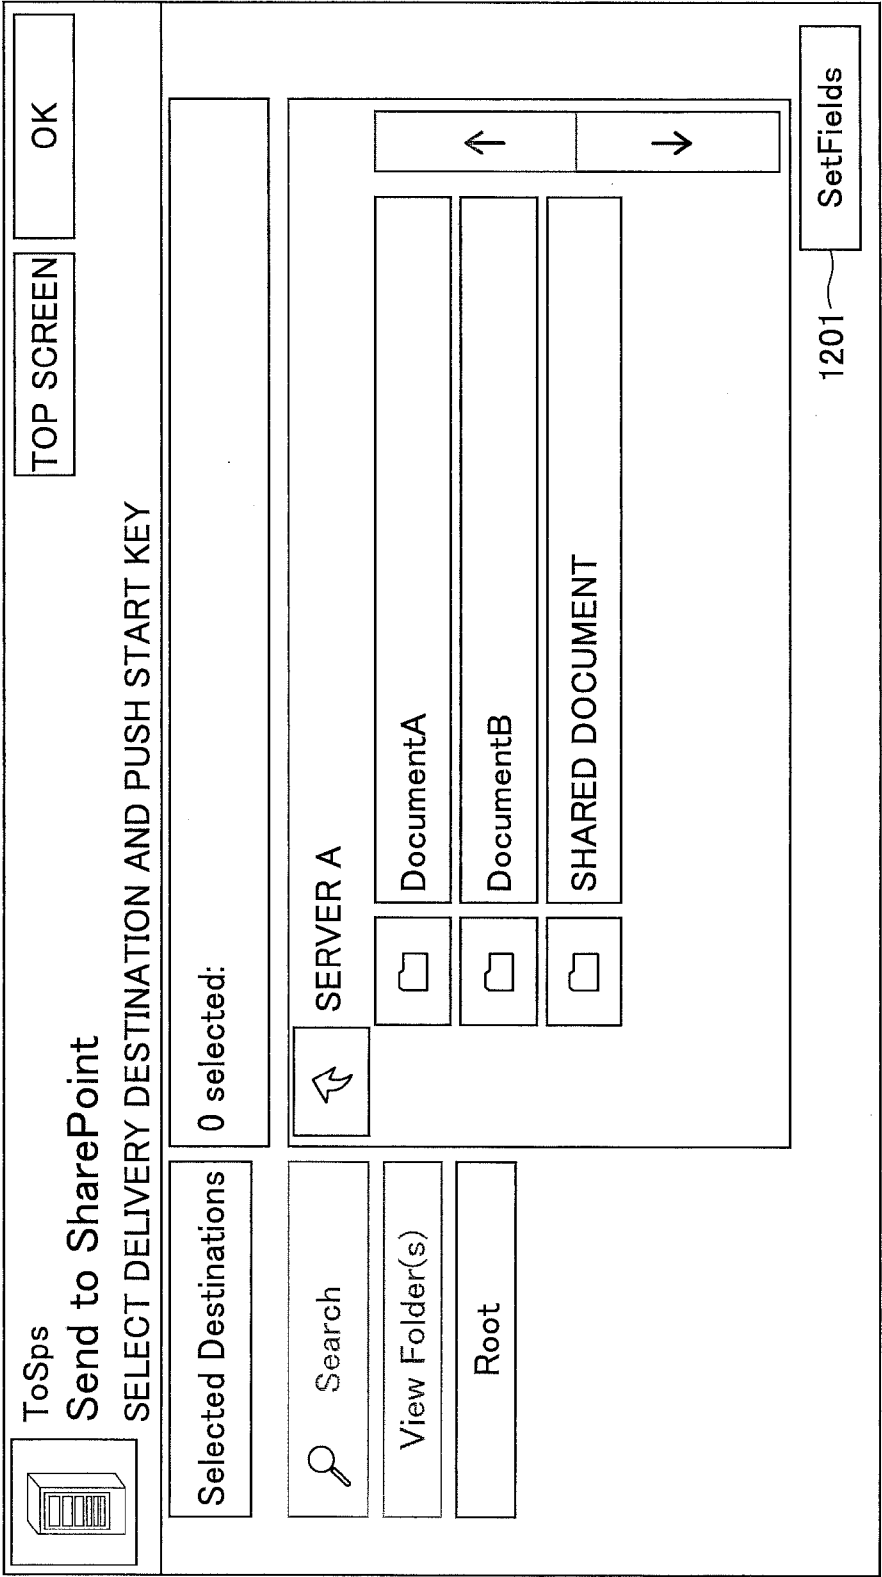 ToSps
Send to SharePoint
TOP SCREEN
OK
SELECT DELIVERY DESTINATION AND PUSH START KEY
Selected Destinations
0 selected:
Search
View Folder(s)
Root
SERVER A
DocumentA
DocumentB
SHARED DOCUMENT
1201
SetFields